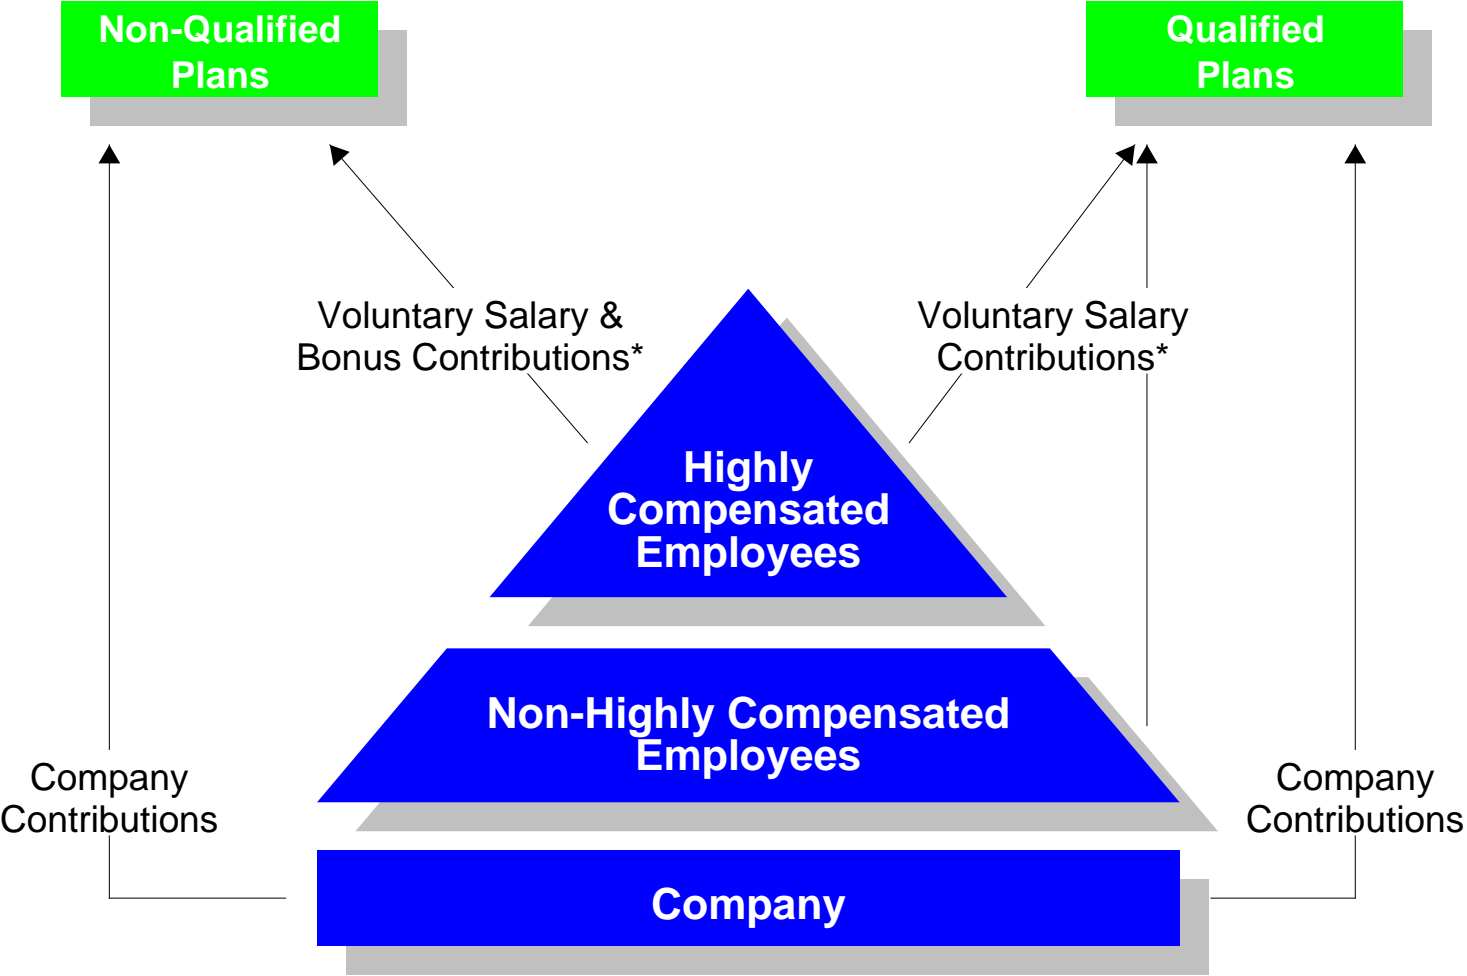 Non-Qualified
Plans
Qualified
Plans
Voluntary Salary &
Bonus Contributions*
Voluntary Salary
Contributions*
Highly
Compensated
Employees
Non-Highly Compensated
Employees
Company
Contributions
Company
Contributions
Company